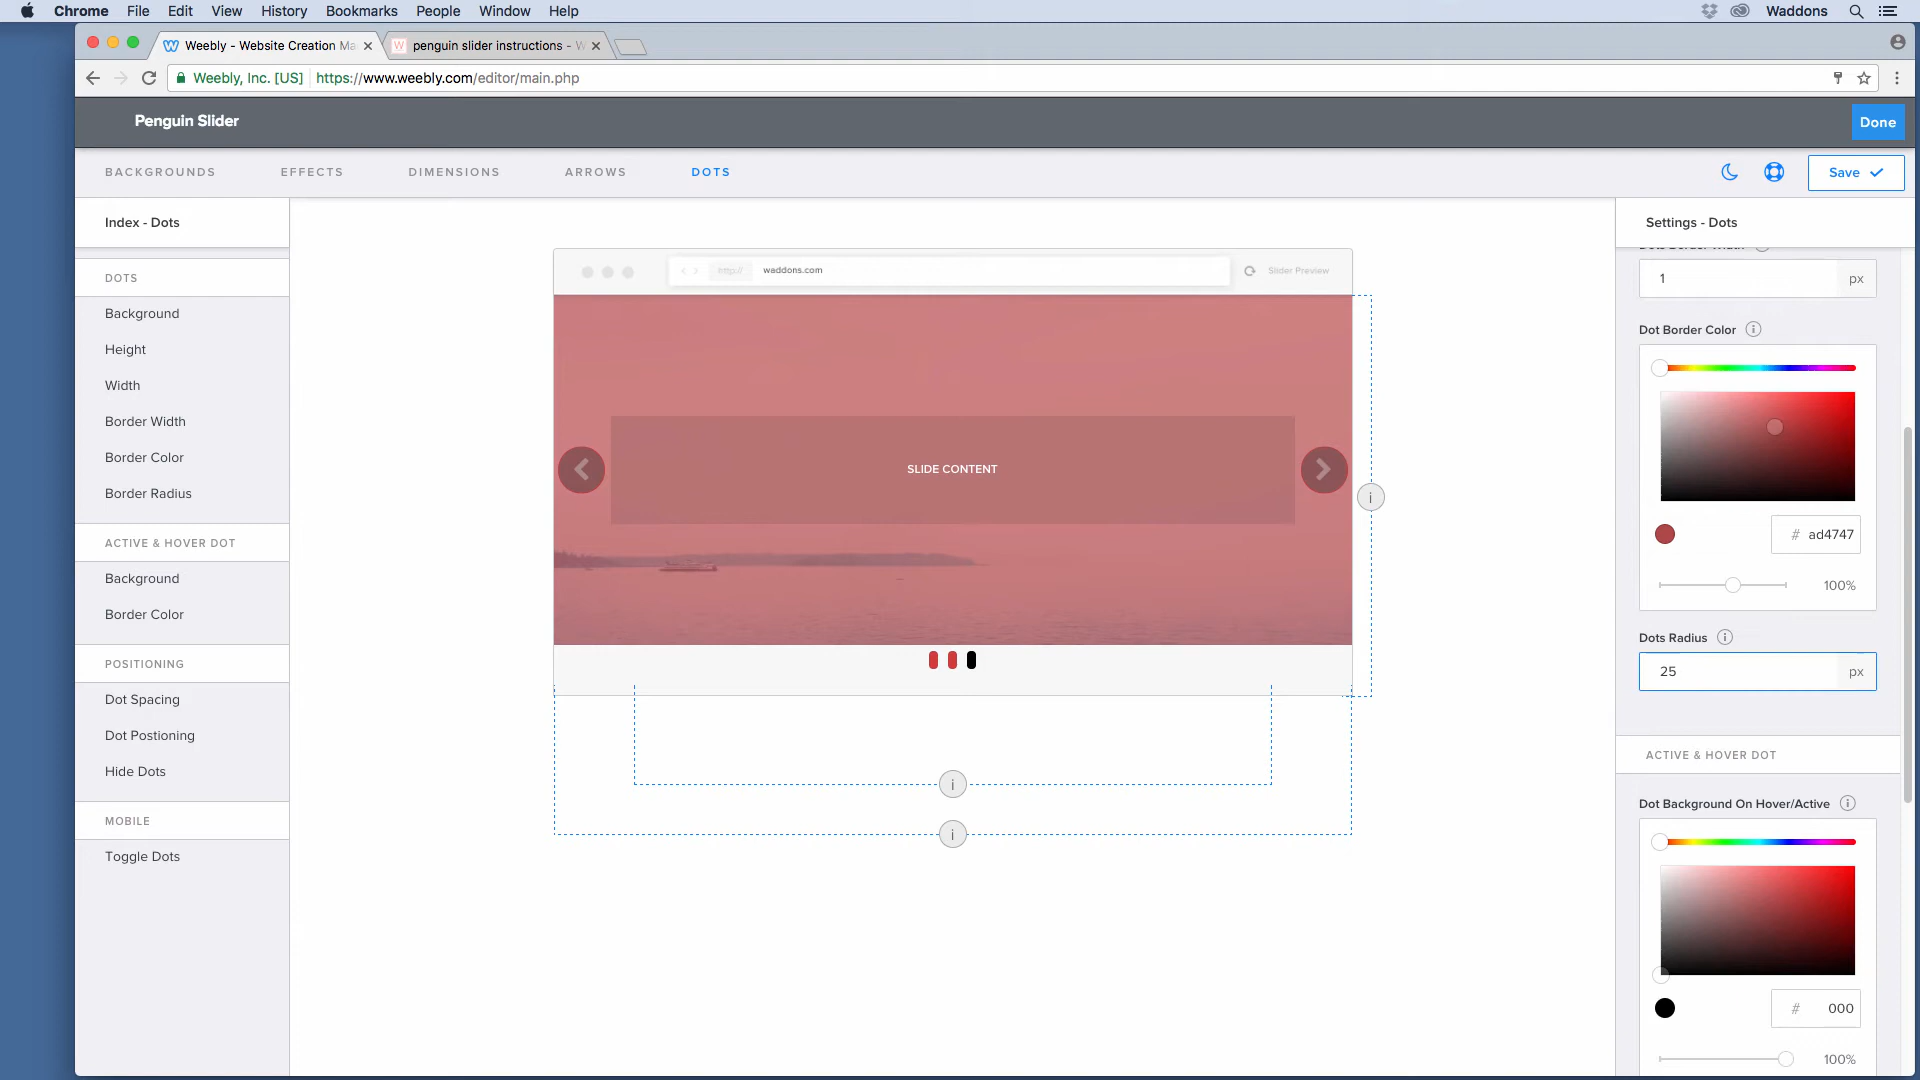 Chrome File Edit View History Bookmarks People Window Help Waddons
Weebly - Website Creation Ma penguin slider instructions - W
Weebly, Inc. [US] https://www.weebly.com/editor/main.php
Penguin Slider Done
BACKGROUNDS EFFECTS DIMENSIONS ARROWS DOTS Save
Index - Dots
DOTS
Background
Height
Width
Border Width
Border Color
Border Radius
ACTIVE & HOVER DOT
Background
Border Color
POSITIONING
Dot Spacing
Dot Postioning
Hide Dots
MOBILE
Toggle Dots
http:// waddons.com Slider Preview
SLIDE CONTENT
i
i
i
Settings - Dots
Dots Border Width
1 px
Dot Border Color i
# ad4747
100%
Dots Radius i
25 px
ACTIVE & HOVER DOT
Dot Background On Hover/Active i
# 000
100%